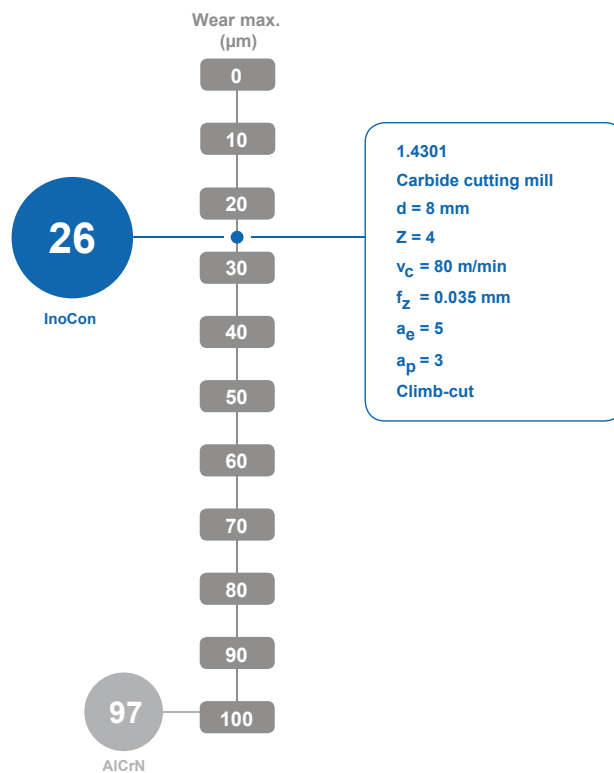 Wear max.
(µm)
0
10
20
30
40
50
60
70
80
90
100
26
InoCon
97
AlCrN
1.4301
Carbide cutting mill
d = 8 mm
Z = 4
vC = 80 m/min
fZ = 0.035 mm
ae = 5
ap = 3
Climb-cut